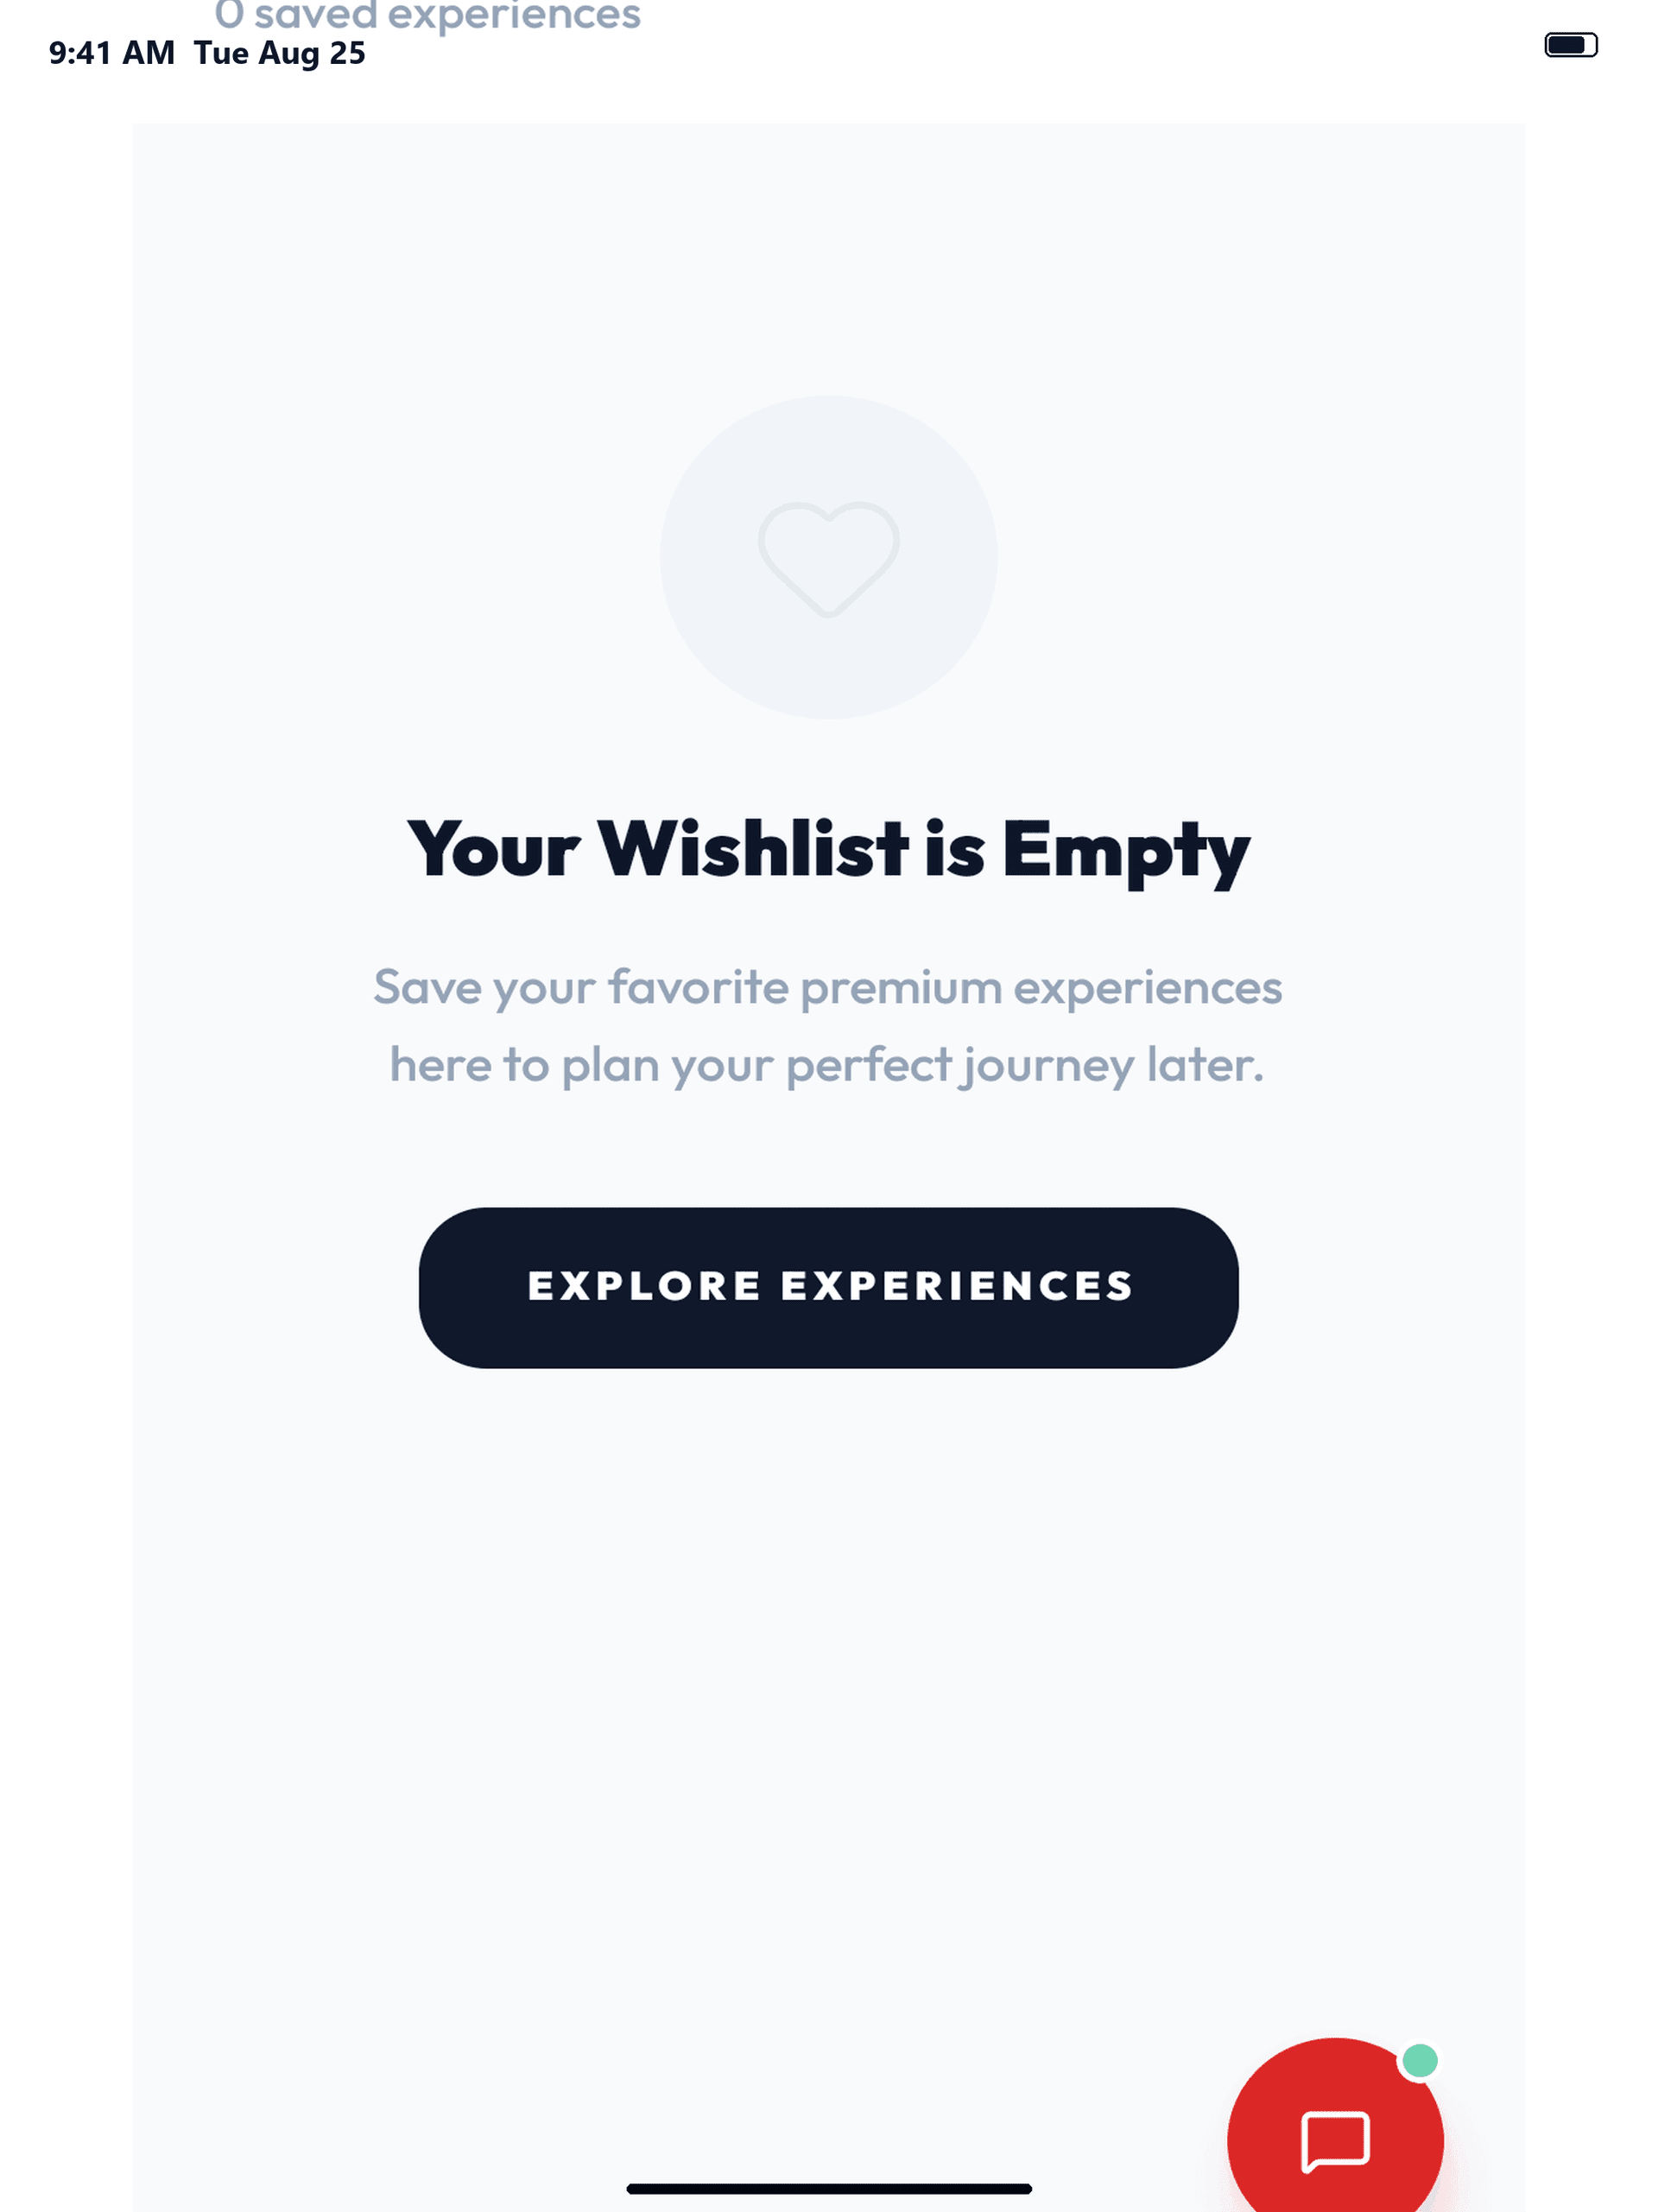 0 saved experiences
9:41 AM Tue Aug 25
Your Wishlist is Empty
Save your favorite premium experiences
here to plan your perfect journey later.
EXPLORE EXPERIENCES